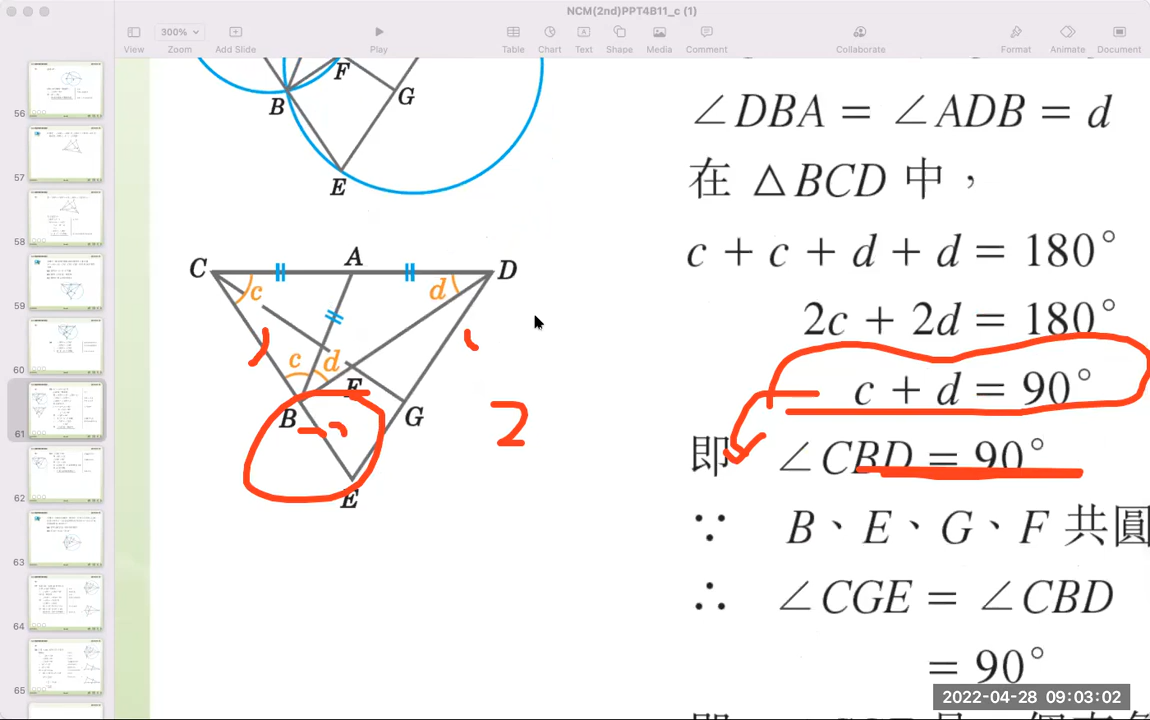 NCM(2nd)PPT4B11_c (1)
300%
View Zoom Add Slide Play Table Chart Text Shape Media Comment Collaborate Format Animate Document
56
57
58
59
60
61
62
63
64
65
F
B
G
E
C A D
c d
c d
F
B G
E
2
∠DBA = ∠ADB = d
在 △BCD 中，
c + c + d + d = 180°
2c + 2d = 180°
c + d = 90°
即 ∠CBD = 90°
∵ B、E、G、F 共圓
∴ ∠CGE = ∠CBD
= 90°
2022-04-28 09:03:02